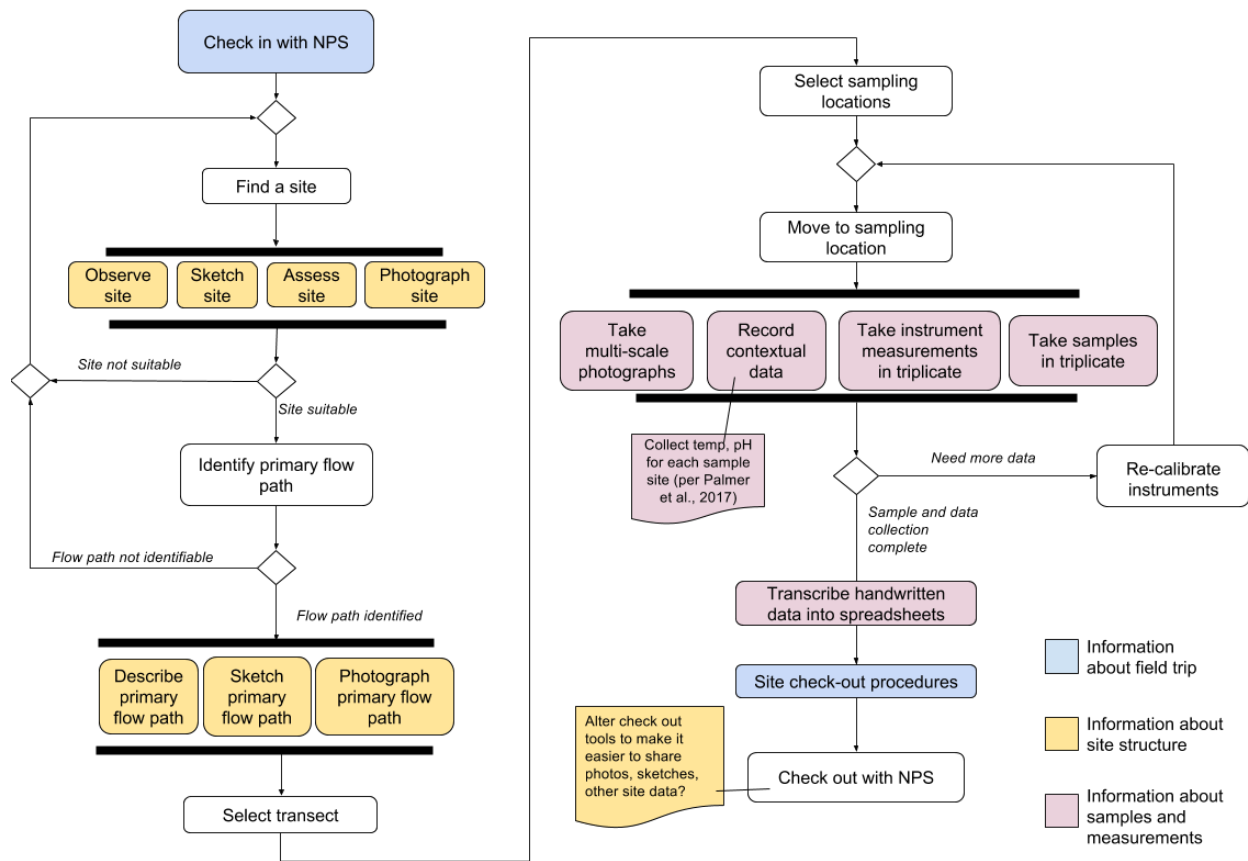 Check in with NPS
Find a site
Observe
site
Sketch
site
Assess
site
Photograph
site
Site not suitable
Site suitable
Identify primary flow
path
Flow path not identifiable
Flow path identified
Describe
primary
flow path
Sketch
primary
flow path
Photograph
primary flow
path
Select transect
Select sampling
locations
Move to sampling
location
Take
multi-scale
photographs
Record
contextual
data
Take instrument
measurements
in triplicate
Take samples
in triplicate
Collect temp, pH
for each sample
site (per Palmer
et al., 2017)
Need more data
Re-calibrate
instruments
Sample and data
collection
complete
Transcribe handwritten
data into spreadsheets
Site check-out procedures
Alter check out
tools to make it
easier to share
photos, sketches,
other site data?
Check out with NPS
Information
about field trip
Information about
site structure
Information about
samples and
measurements